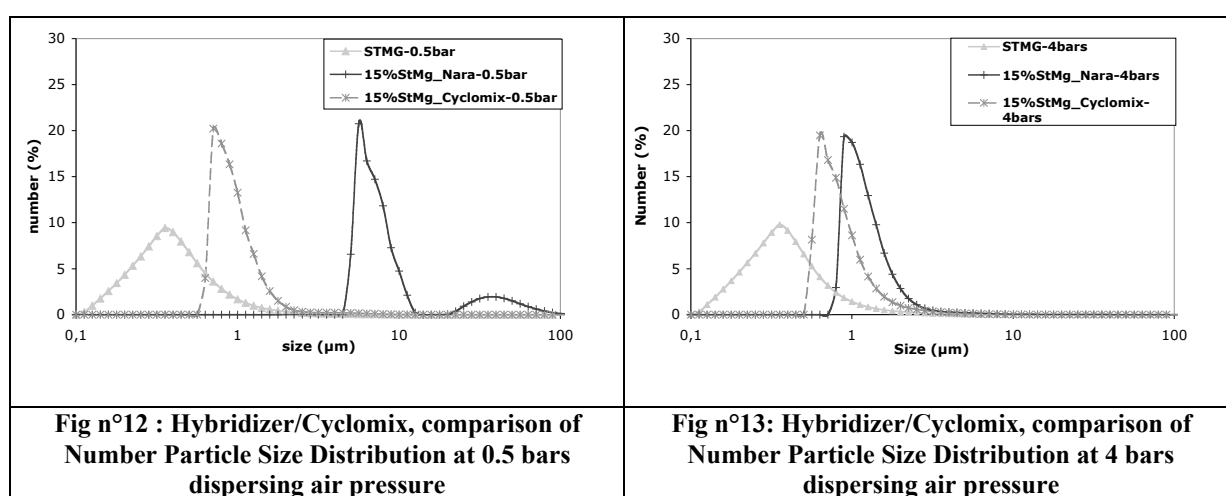 30
25
20
15
10
5
0
number (%)
STMG-0.5bar
15%StMg_Nara-0.5bar
15%StMg_Cyclomix-0.5bar
0,1 1 10 100
size (µm)
30
25
20
15
10
5
0
Number (%)
STMG-4bars
15%StMg_Nara-4bars
15%StMg_Cyclomix-
4bars
0,1 1 10 100
Size (µm)
Fig n°12 : Hybridizer/Cyclomix, comparison of
Number Particle Size Distribution at 0.5 bars
dispersing air pressure
Fig n°13: Hybridizer/Cyclomix, comparison of
Number Particle Size Distribution at 4 bars
dispersing air pressure